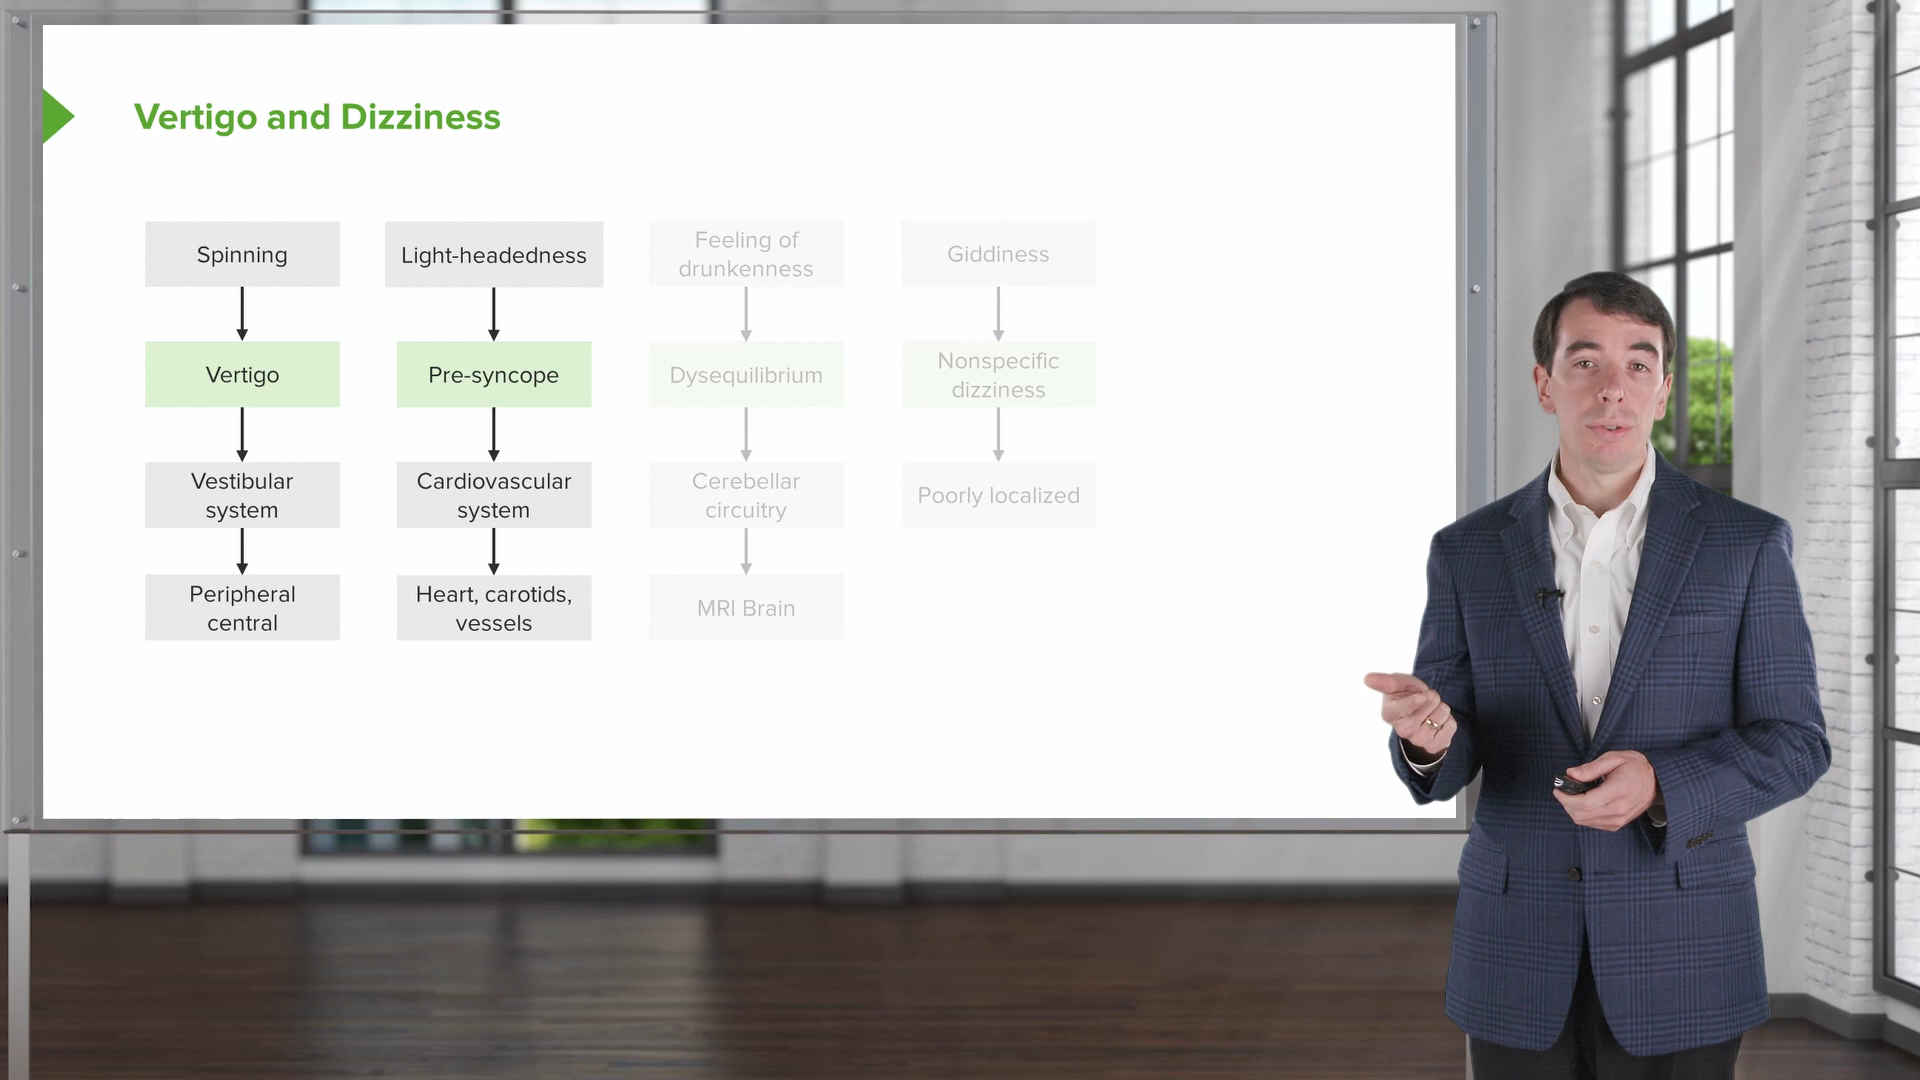 Vertigo and Dizziness
Spinning
Vertigo
Vestibular
system
Peripheral
central
Light-headedness
Pre-syncope
Cardiovascular
system
Heart, carotids,
vessels
Feeling of
drunkenness
Dysequilibrium
Cerebellar
circuitry
MRI Brain
Giddiness
Nonspecific
dizziness
Poorly localized